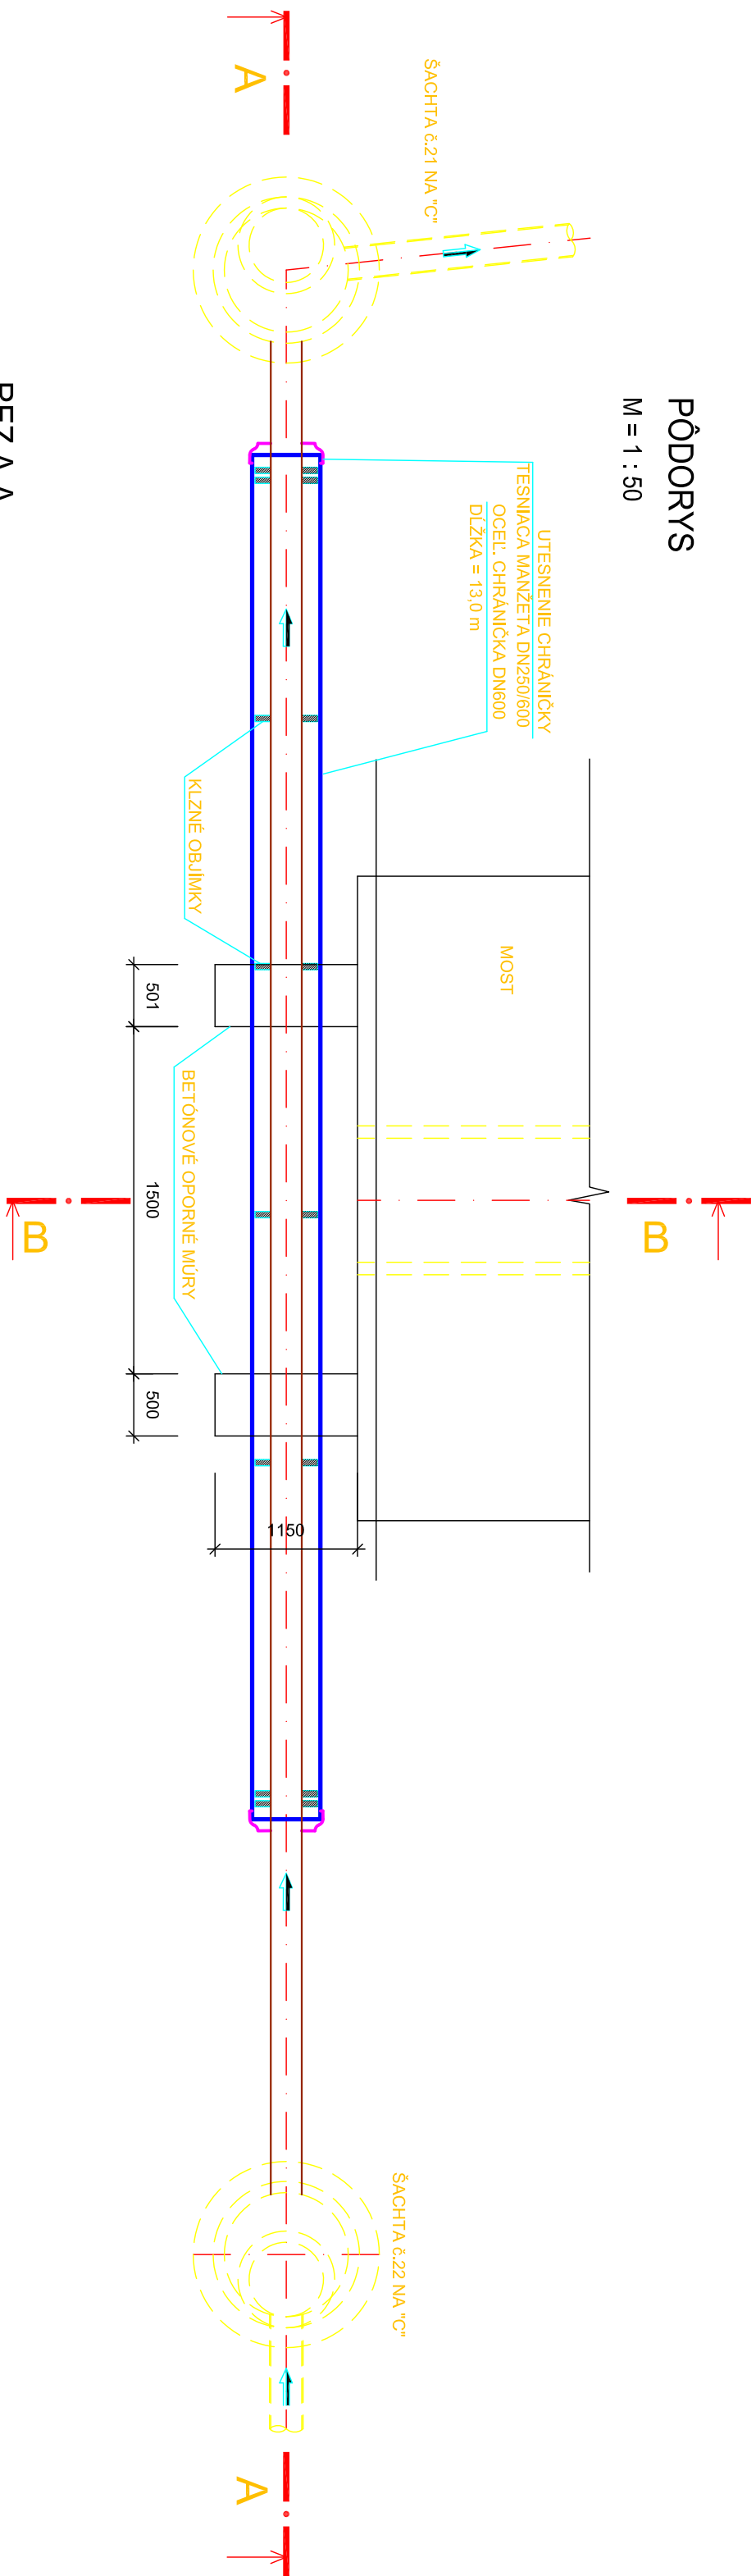 PÔDORYS
M = 1 : 50
A
ŠACHTA č.21 NA "C"
UTESNENIE CHRÁNIČKY
TESNIACA MANŽETA DN250/600
OCEĽ. CHRÁNIČKA DN600
DĹŽKA = 13,0 m
KLZNÉ OBJÍMKY
MOST
501
1500
500
1150
BETÓNOVÉ OPORNÉ MÚRY
B
B
ŠACHTA č.22 NA "C"
A